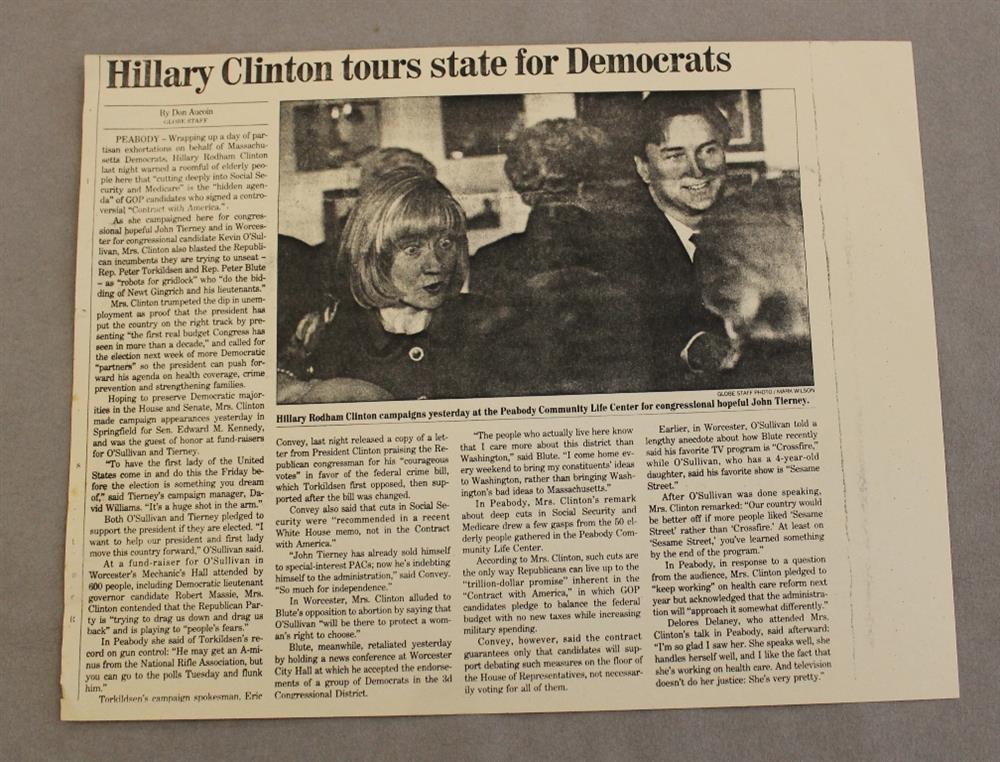 Hillary Clinton tours state for Democrats
By Don Aucoin
GLOBE STAFF
PEABODY – Wrapping up a day of par-
tisan exhortations on behalf of Massachu-
setts Democrats, Hillary Rodham Clinton
last night warned a roomful of elderly peo-
ple here that "cutting deeply into Social Se-
curity and Medicare" is the "hidden agen-
da" of GOP candidates who signed a contro-
versial "Contract with America."
As she campaigned here for congres-
sional hopeful John Tierney and in Worces-
ter for congressional candidate Kevin O'Sul-
livan, Mrs. Clinton also blasted the Republi-
can incumbents they are trying to unseat –
Rep. Peter Torkildsen and Rep. Peter Blute
– as "robots for gridlock" who "do the bid-
ding of Newt Gingrich and his lieutenants."
Mrs. Clinton trumpeted the dip in unem-
ployment as proof that the president has
put the country on the right track by pre-
senting "the first real budget Congress has
seen in more than a decade," and called for
the election next week of more Democratic
"partners" so the president can push for-
ward his agenda on health coverage, crime
prevention and strengthening families.
Hoping to preserve Democratic major-
ities in the House and Senate, Mrs. Clinton
made campaign appearances yesterday in
Springfield for Sen. Edward M. Kennedy,
and was the guest of honor at fund-raisers
for O'Sullivan and Tierney.
"To have the first lady of the United
States come in and do this the Friday be-
fore the election is something you dream
of," said Tierney's campaign manager, Da-
vid Williams. "It's a huge shot in the arm."
Both O'Sullivan and Tierney pledged to
support the president if they are elected. "I
want to help our president and first lady
move this country forward," O'Sullivan said.
At a fund-raiser for O'Sullivan in
Worcester's Mechanic's Hall attended by
600 people, including Democratic lieutenant
governor candidate Robert Massie, Mrs.
Clinton contended that the Republican Par-
ty is "trying to drag us down and drag us
back" and is playing to "people's fears."
In Peabody she said of Torkildsen's re-
cord on gun control: "He may get an A-mi-
nus from the National Rifle Association, but
you can go to the polls Tuesday and flunk
him."
Torkildsen's campaign spokesman, Eric
GLOBE STAFF PHOTO / MARK WILSON
Hillary Rodham Clinton campaigns yesterday at the Peabody Community Life Center for congressional hopeful John Tierney.
Convey, last night released a copy of a let-
ter from President Clinton praising the Re-
publican congressman for his "courageous
votes" in favor of the federal crime bill,
which Torkildsen first opposed, then sup-
ported after the bill was changed.
Convey also said that cuts in Social Se-
curity were "recommended in a recent
White House memo, not in the Contract
with America."
"John Tierney has already sold himself
to special-interest PACs; now he's indebting
himself to the administration," said Convey.
"So much for independence."
In Worcester, Mrs. Clinton alluded to
Blute's opposition to abortion by saying that
O'Sullivan "will be there to protect a wom-
an's right to choose."
Blute, meanwhile, retaliated yesterday
by holding a news conference at Worcester
City Hall at which he accepted the endorse-
ments of a group of Democrats in the 3d
Congressional District.
"The people who actually live here know
that I care more about this district than
Washington," said Blute. "I come home ev-
ery weekend to bring my constituents' ideas
to Washington, rather than bringing Wash-
ington's bad ideas to Massachusetts."
In Peabody, Mrs. Clinton's remark
about deep cuts in Social Security and
Medicare drew a few gasps from the 50 el-
derly people gathered in the Peabody Com-
munity Life Center.
According to Mrs. Clinton, such cuts are
the only way Republicans can live up to the
"trillion-dollar promise" inherent in the
"Contract with America," in which GOP
candidates pledge to balance the federal
budget with no new taxes while increasing
military spending.
Convey, however, said the contract
guarantees only that candidates will sup-
port debating such measures on the floor of
the House of Representatives, not necessar-
ily voting for all of them.
Earlier, in Worcester, O'Sullivan told a
lengthy anecdote about how Blute recently
said his favorite TV program is "Crossfire,"
while O'Sullivan, who has a 4-year-old
daughter, said his favorite show is "Sesame
Street."
After O'Sullivan was done speaking,
Mrs. Clinton remarked: "Our country would
be better off if more people liked 'Sesame
Street' rather than 'Crossfire.' At least on
'Sesame Street,' you've learned something
by the end of the program."
In Peabody, in response to a question
from the audience, Mrs. Clinton pledged to
"keep working" on health care reform next
year but acknowledged that the administra-
tion will "approach it somewhat differently."
Delores Delaney, who attended Mrs.
Clinton's talk in Peabody, said afterward:
"I'm so glad I saw her. She speaks well, she
handles herself well, and I like the fact that
she's working on health care. And television
doesn't do her justice: She's very pretty."